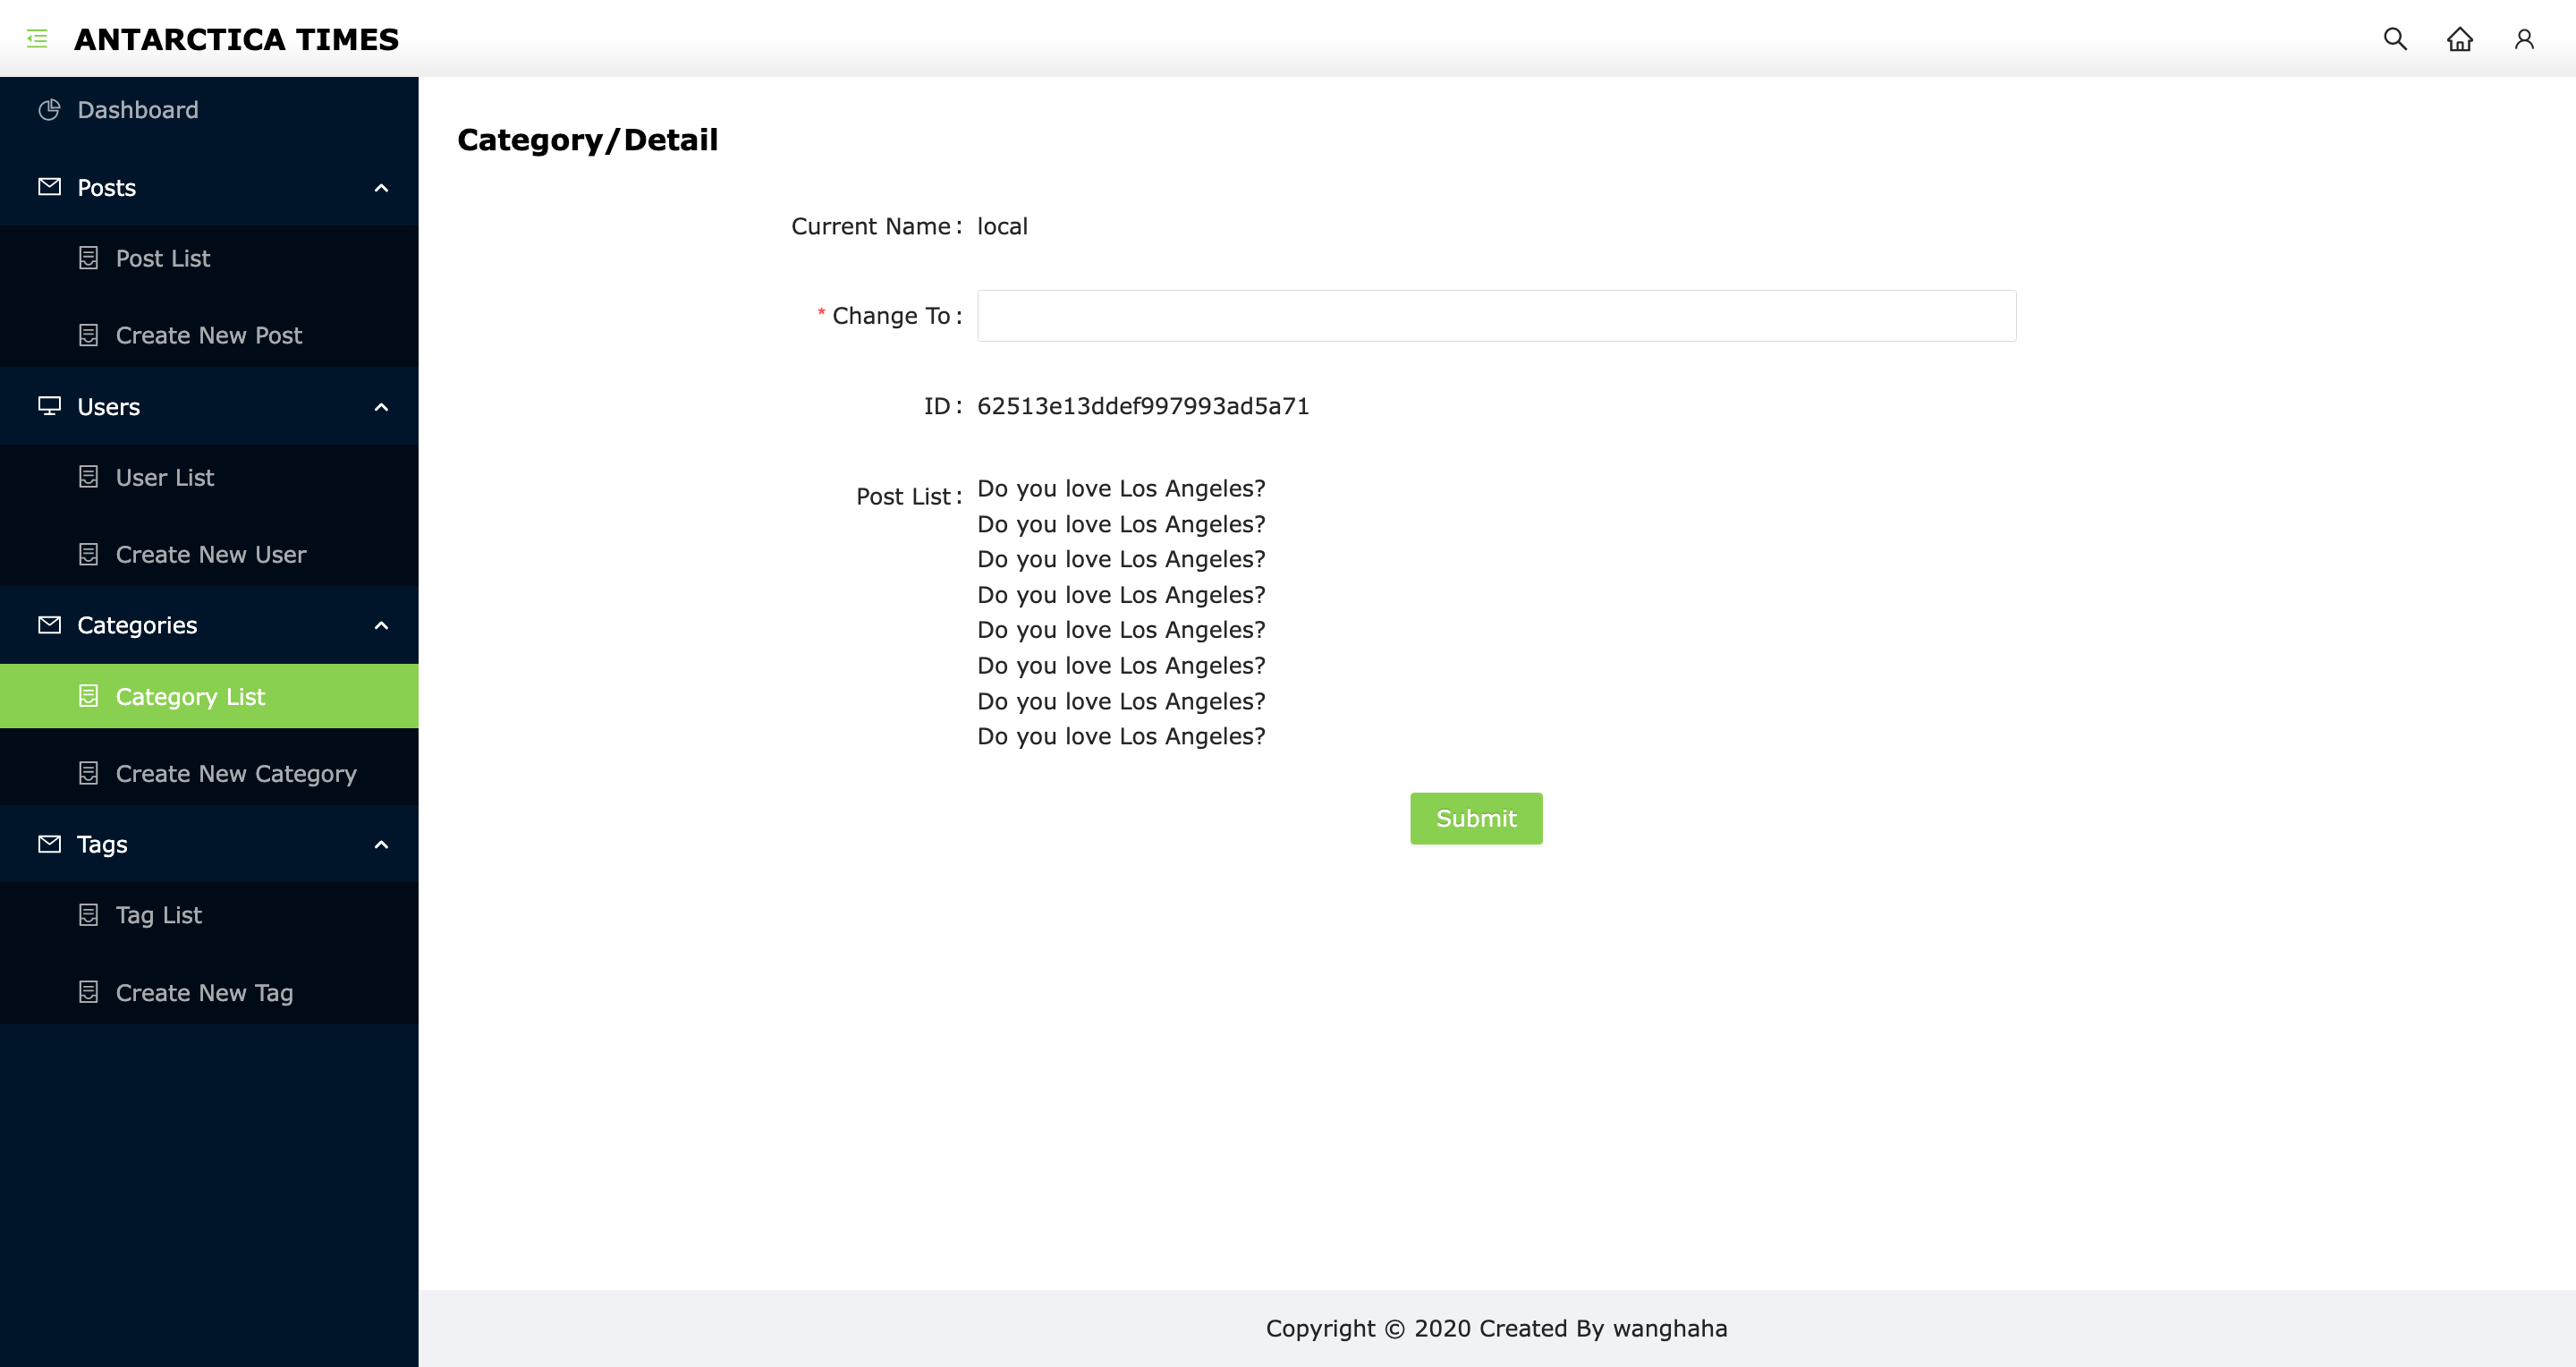 ANTARCTICA TIMES
Dashboard
Posts
Post List
Create New Post
Users
User List
Create New User
Categories
Category List
Create New Category
Tags
Tag List
Create New Tag
Category/Detail
Current Name: local
* Change To:
ID: 62513e13ddef997993ad5a71
Post List: Do you love Los Angeles?
Do you love Los Angeles?
Do you love Los Angeles?
Do you love Los Angeles?
Do you love Los Angeles?
Do you love Los Angeles?
Do you love Los Angeles?
Do you love Los Angeles?
Submit
Copyright © 2020 Created By wanghaha